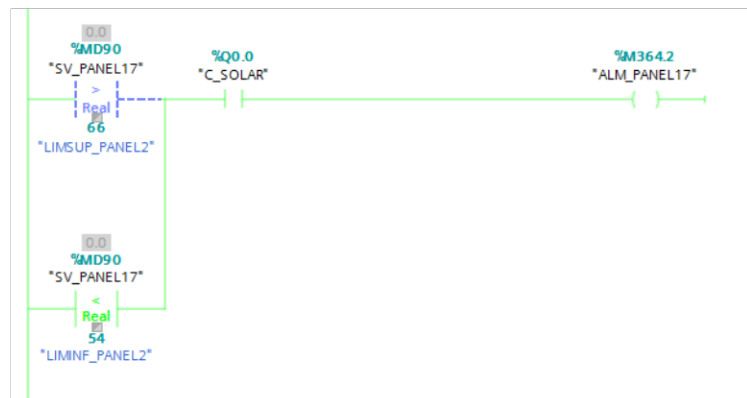 0.0
%MD90
"SV_PANEL17"
>
Real
66
"LIMSUP_PANEL2"
%Q0.0
"C_SOLAR"
%M364.2
"ALM_PANEL17"
0.0
%MD90
"SV_PANEL17"
<
Real
54
"LIMINF_PANEL2"